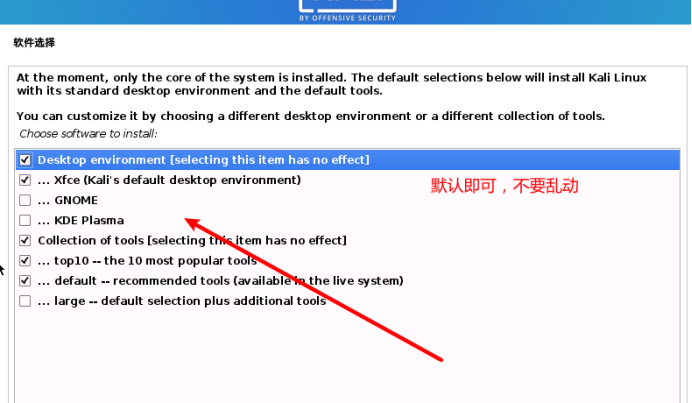 BY OFFENSIVE SECURITY
软件选择
At the moment, only the core of the system is installed. The default selections below will install Kali Linux
with its standard desktop environment and the default tools.
You can customize it by choosing a different desktop environment or a different collection of tools.
Choose software to install:
Desktop environment [selecting this item has no effect]
... Xfce (Kali's default desktop environment)
默认即可，不要乱动
... GNOME
... KDE Plasma
Collection of tools [selecting this item has no effect]
... top10 -- the 10 most popular tools
... default -- recommended tools (available in the live system)
... large -- default selection plus additional tools